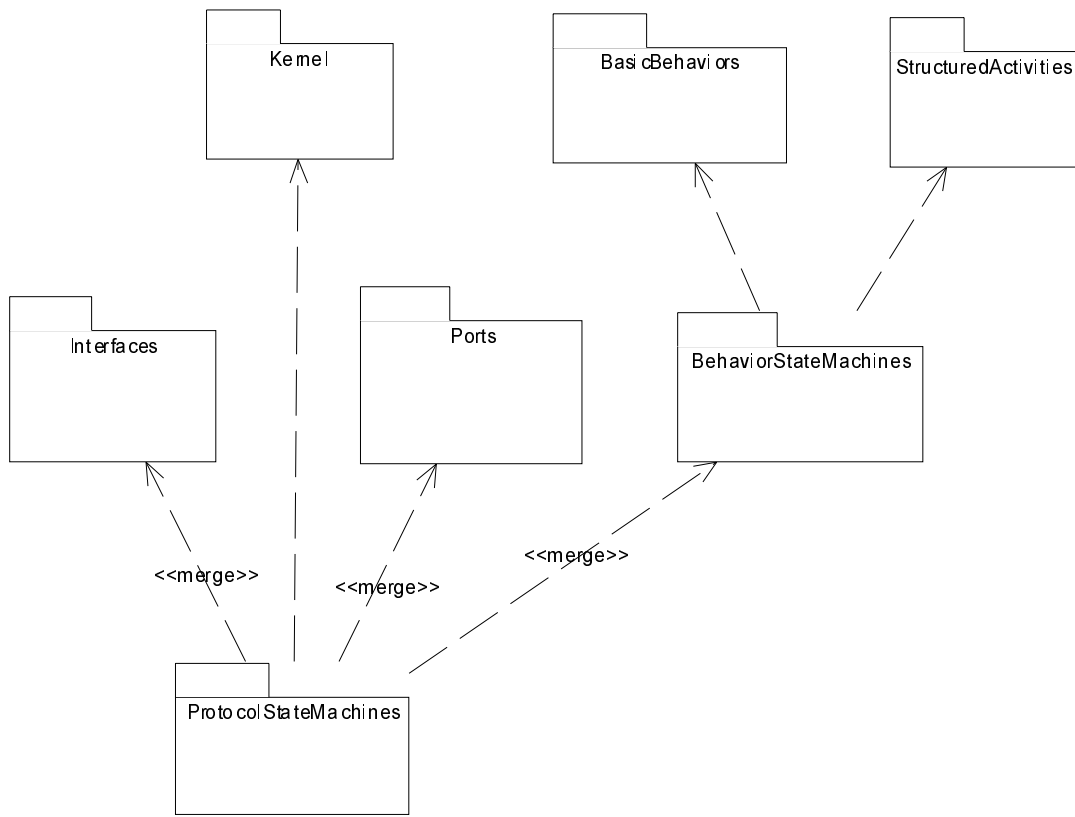 Kernel
BasicBehaviors
StructuredActivities
Interfaces
Ports
BehaviorStateMachines
<<merge>>
<<merge>>
<<merge>>
ProtocolStateMachines